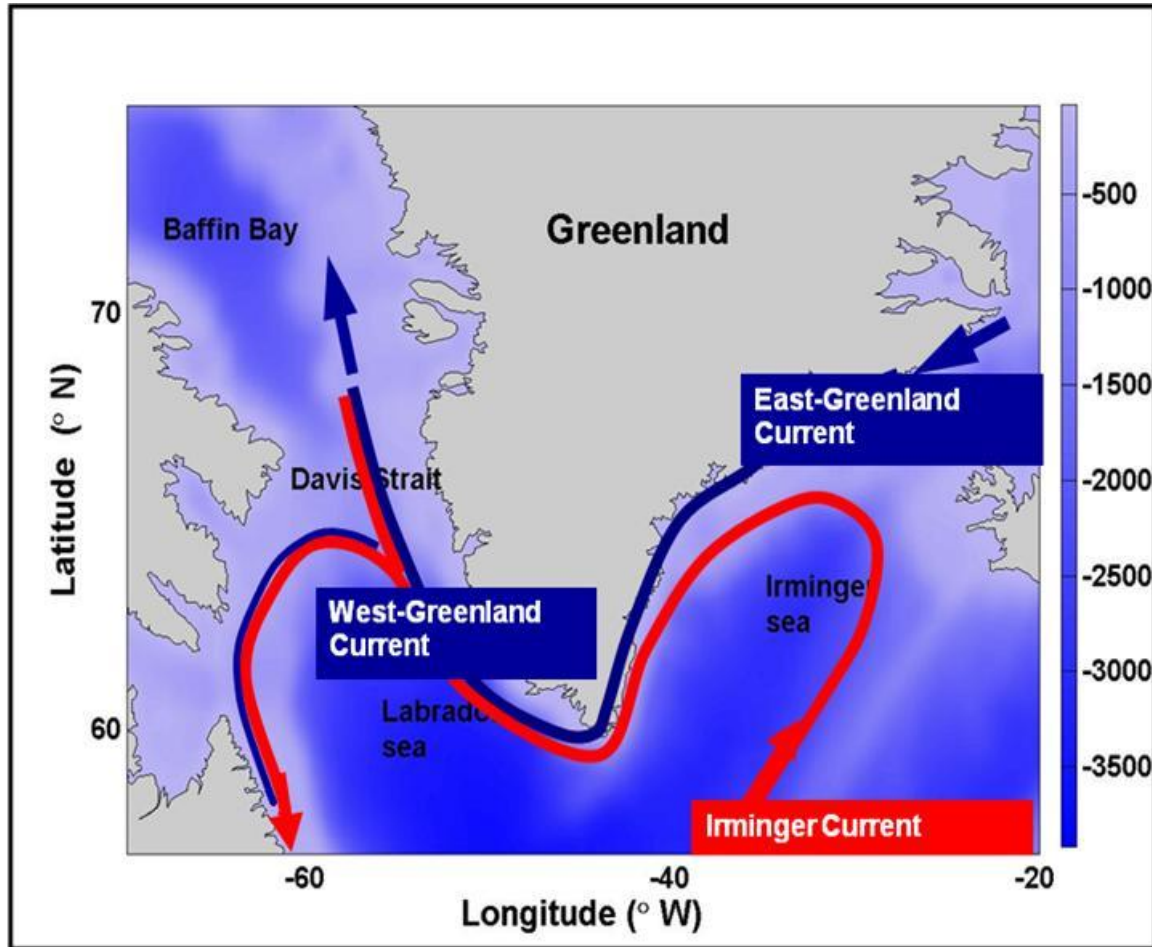 Baffin Bay
Greenland
East-Greenland
Current
Davis Strait
West-Greenland
Current
Irminger
sea
Labrador
sea
Irminger Current
70
60
Latitude (° N)
-60
-40
-20
Longitude (° W)
-500
-1000
-1500
-2000
-2500
-3000
-3500